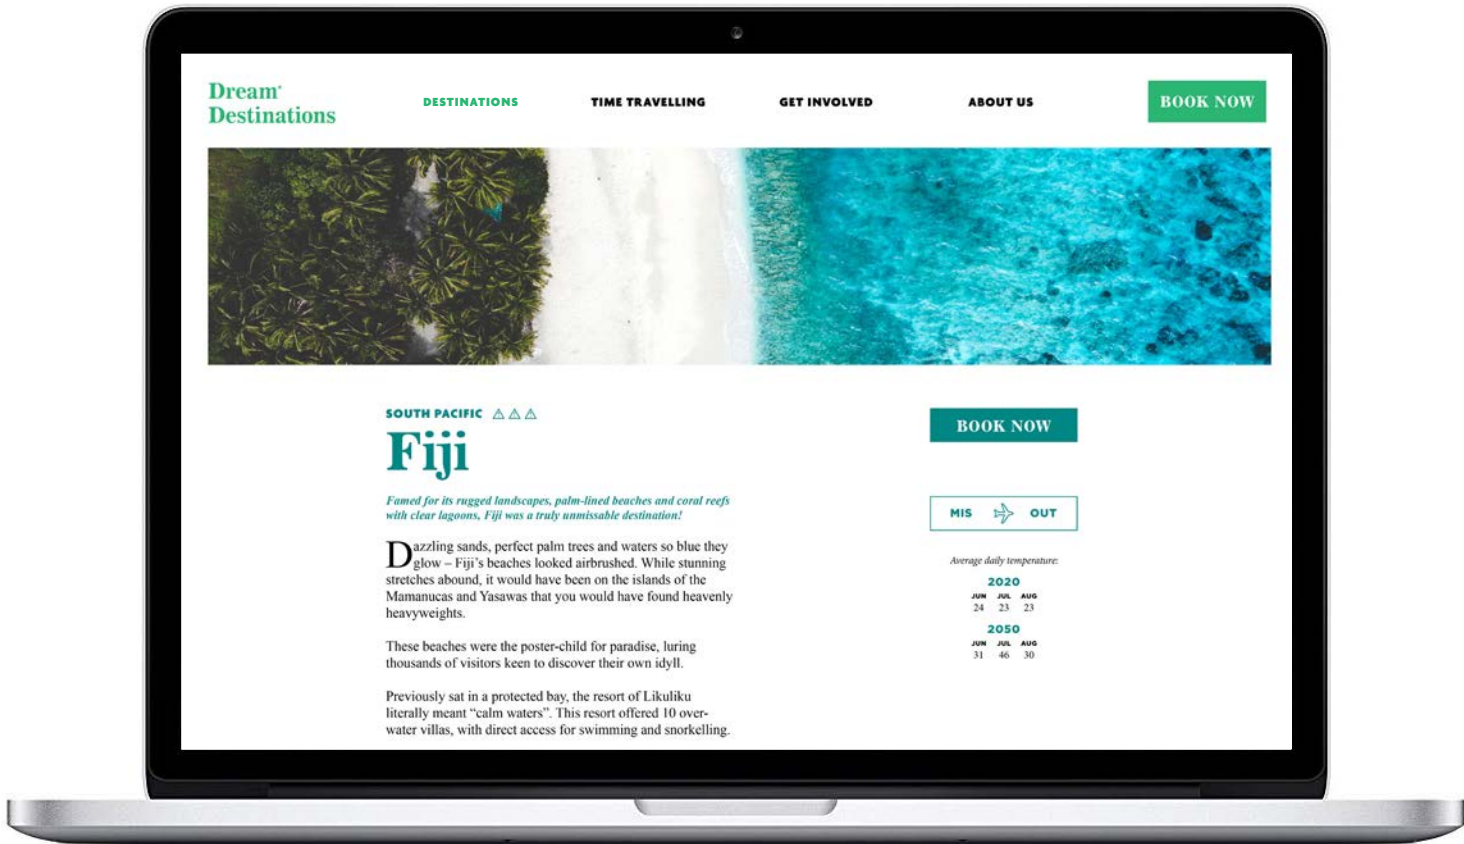 Dream*
Destinations
DESTINATIONS
TIME TRAVELLING
GET INVOLVED
ABOUT US
BOOK NOW
SOUTH PACIFIC
Fiji
Famed for its rugged landscapes, palm-lined beaches and coral reefs
with clear lagoons, Fiji was a truly unmissable destination!
Dazzling sands, perfect palm trees and waters so blue they
glow – Fiji’s beaches looked airbrushed. While stunning
stretches abound, it would have been on the islands of the
Mamanucas and Yasawas that you would have found heavenly
heavyweights.
These beaches were the poster-child for paradise, luring
thousands of visitors keen to discover their own idyll.
Previously sat in a protected bay, the resort of Likuliku
literally meant “calm waters”. This resort offered 10 over-
water villas, with direct access for swimming and snorkelling.
BOOK NOW
MIS OUT
Average daily temperature:
2020
JUN JUL AUG
24 23 23
2050
JUN JUL AUG
31 46 30